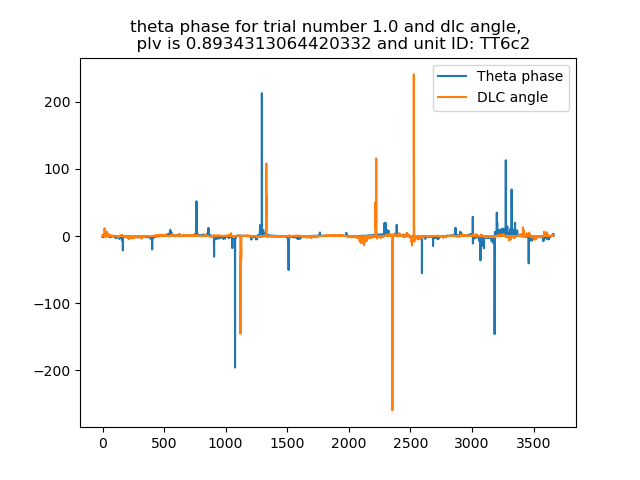 theta phase for trial number 1.0 and dlc angle,
plv is 0.8934313064420332 and unit ID: TT6c2
Theta phase
DLC angle
200
100
0
−100
−200
0 500 1000 1500 2000 2500 3000 3500